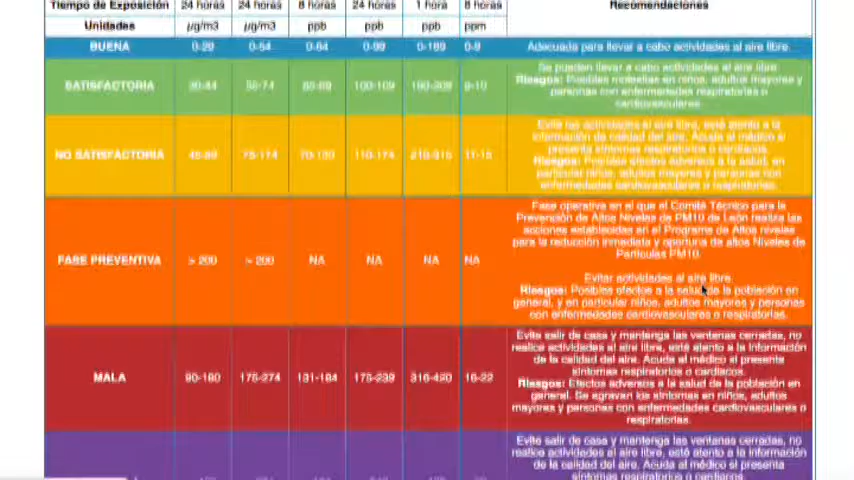 Tiempo de Exposición 24 horas 24 horas 8 horas 24 horas 1 hora 8 horas Recomendaciones
Unidades µg/m3 µg/m3 ppb ppb ppb ppm
BUENA 0-54 0-64 0-99 Adecuada para llevar a cabo actividades al aire libre.
Se pueden llevar a cabo actividades al aire libre
SATISFACTORIA Riesgos: Posibles molestias en niños, adultos mayores y
personas con enfermedades respiratorias o
cardiovasculares
Evite las actividades al aire libre, esté atento a la
información de calidad del aire. Acuda al médico si
presenta síntomas respiratorios o cardiacos.
NO SATISFACTORIA Riesgos: Posibles efectos adversos a la salud, en
particular niños, adultos mayores y personas con
enfermedades cardiovasculares o respiratorias.
Fase operativa en el que el Comité Técnico para la
Prevención de Altos Niveles de PM10 de León realiza las
acciones establecidas en el Programa de Altos niveles
para la reducción inmediata y oportuna de altos Niveles de
Partículas PM10.
FASE PREVENTIVA > 200 > 200 NA NA NA NA
Evitar actividades al aire libre
Riesgos: Posibles efectos a la salud de la población en
general, y en particular niños, adultos mayores y personas
con enfermedades cardiovasculares o respiratorias.
Evite salir de casa y mantenga las ventanas cerradas, no
realice actividades al aire libre, esté atento a la información
de la calidad del aire. Acuda al médico si presenta
síntomas respiratorios o cardiacos.
MALA 175-274 131-184 16-22 Riesgos: Efectos adversos a la salud de la población en
general. Se agravan los síntomas en niños, adultos
mayores y personas con enfermedades cardiovasculares o
respiratorias.
Evite salir de casa y mantenga las ventanas cerradas, no
realice actividades al aire libre, esté atento a la información
de la calidad del aire. Acuda al médico si presenta
síntomas respiratorios o cardiacos.